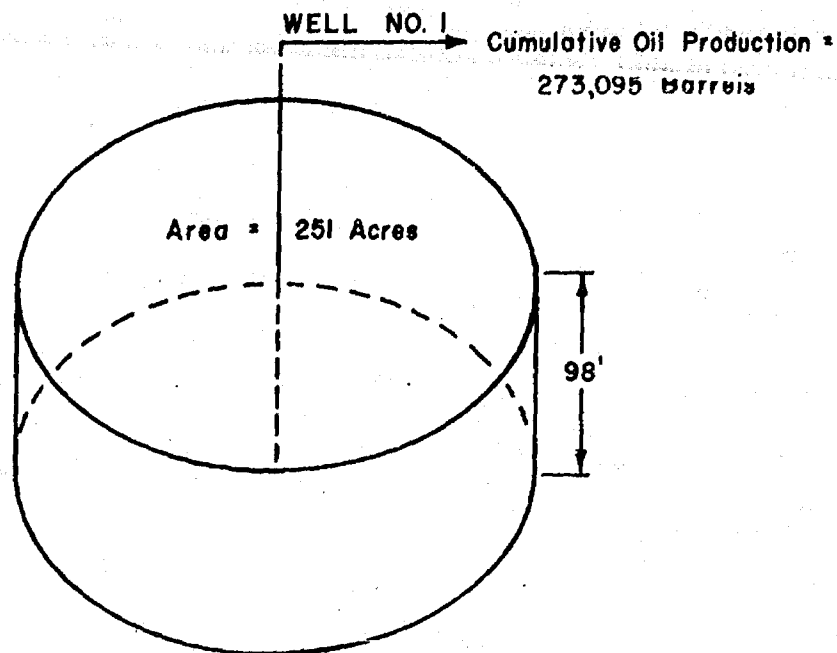 WELL NO. 1
Cumulative Oil Production =
273,095 Barrels
Area = 251 Acres
98'